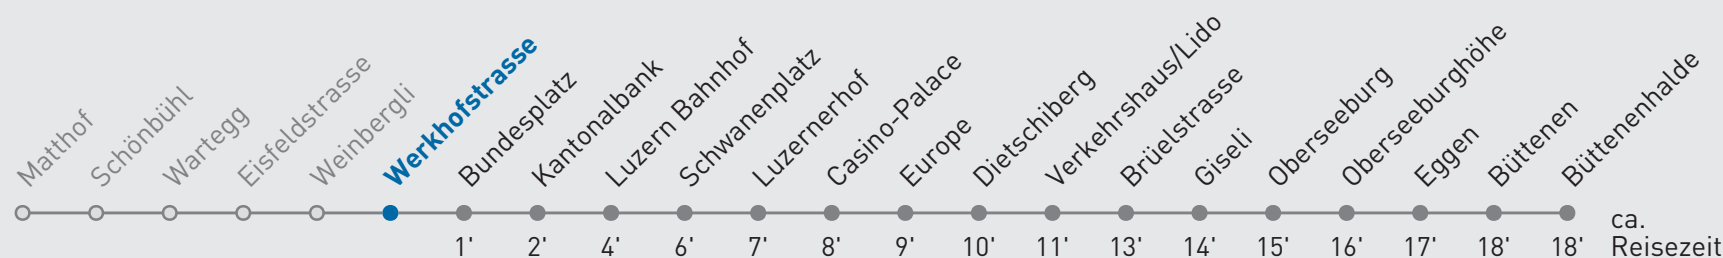 Matthof
Schönbühl
Wartegg
Eisfeldstrasse
Weinbergli
Werkhofstrasse
Bundesplatz
Kantonalbank
Luzern Bahnhof
Schwanenplatz
Luzernerhof
Casino-Palace
Europe
Dietschiberg
Verkehrshaus/Lido
Brüelstrasse
Giseli
Oberseeburg
Oberseeburghöhe
Eggen
Büttenen
Büttenenhalde
ca.
1' 2' 4' 6' 7' 8' 9' 10' 11' 13' 14' 15' 16' 17' 18' 18' Reisezeit